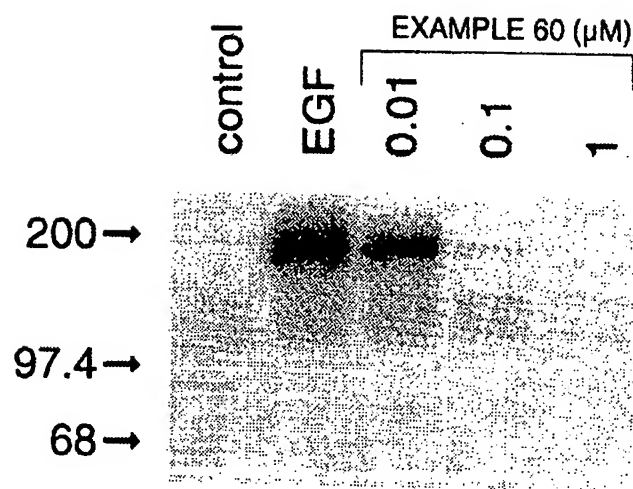 EXAMPLE 60 (µM)
control EGF 0.01 0.1 1
200→
97.4→
68→